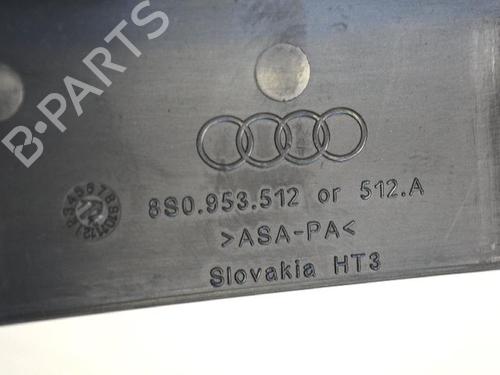 B-PARTS
8S0.953.512 or 512.A
>ASA-PA<
Slovakia HT3